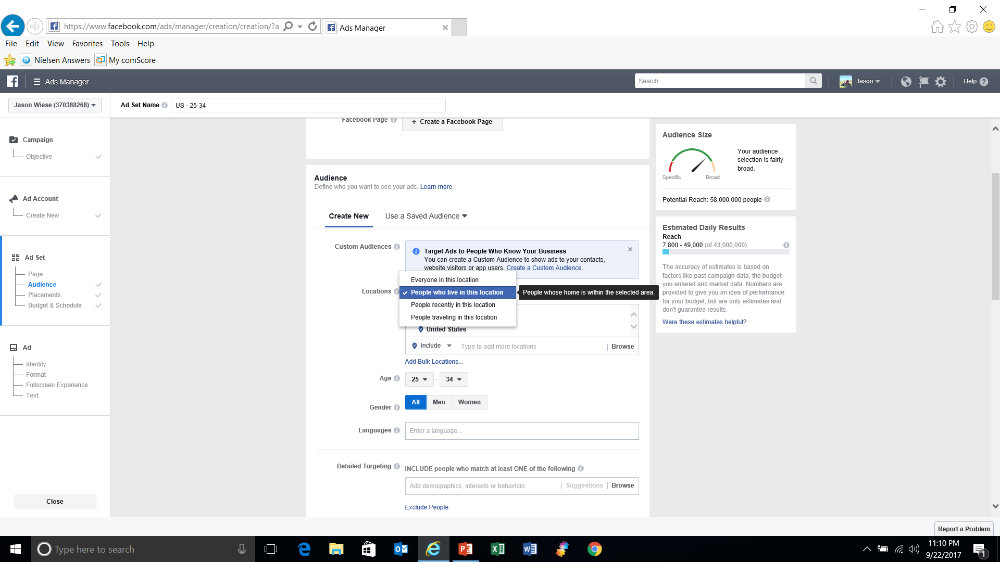 https://www.facebook.com/ads/manager/creation/creation/?a
Ads Manager
File Edit View Favorites Tools Help
Nielsen Answers My comScore
Ads Manager
Search
Jason
Help
Jason Wiese (370388268)
Ad Set Name
US - 25-34
Campaign
Objective
Ad Account
Create New
Ad Set
Page
Audience
Placements
Budget & Schedule
Ad
Identity
Format
Fullscreen Experience
Text
Close
Facebook Page
+ Create a Facebook Page
Audience
Define who you want to see your ads. Learn more.
Create New Use a Saved Audience
Custom Audiences
Target Ads to People Who Know Your Business
You can create a Custom Audience to show ads to your contacts,
website visitors or app users. Create a Custom Audience.
Locations
Everyone in this location
People who live in this location
People whose home is within the selected area.
People recently in this location
People traveling in this location
United States
Include Type to add more locations Browse
Add Bulk Locations...
Age 25 - 34
Gender All Men Women
Languages Enter a language...
Detailed Targeting
INCLUDE people who match at least ONE of the following
Add demographics, interests or behaviors Suggestions Browse
Exclude People
Audience Size
Your audience
selection is fairly
broad.
Specific Broad
Potential Reach: 58,000,000 people
Estimated Daily Results
Reach
7,800 - 49,000 (of 43,000,000)
The accuracy of estimates is based on
factors like past campaign data, the budget
you entered and market data. Numbers are
provided to give you an idea of performance
for your budget, but are only estimates and
don't guarantee results.
Were these estimates helpful?
Report a Problem
Type here to search
11:10 PM
9/22/2017
1